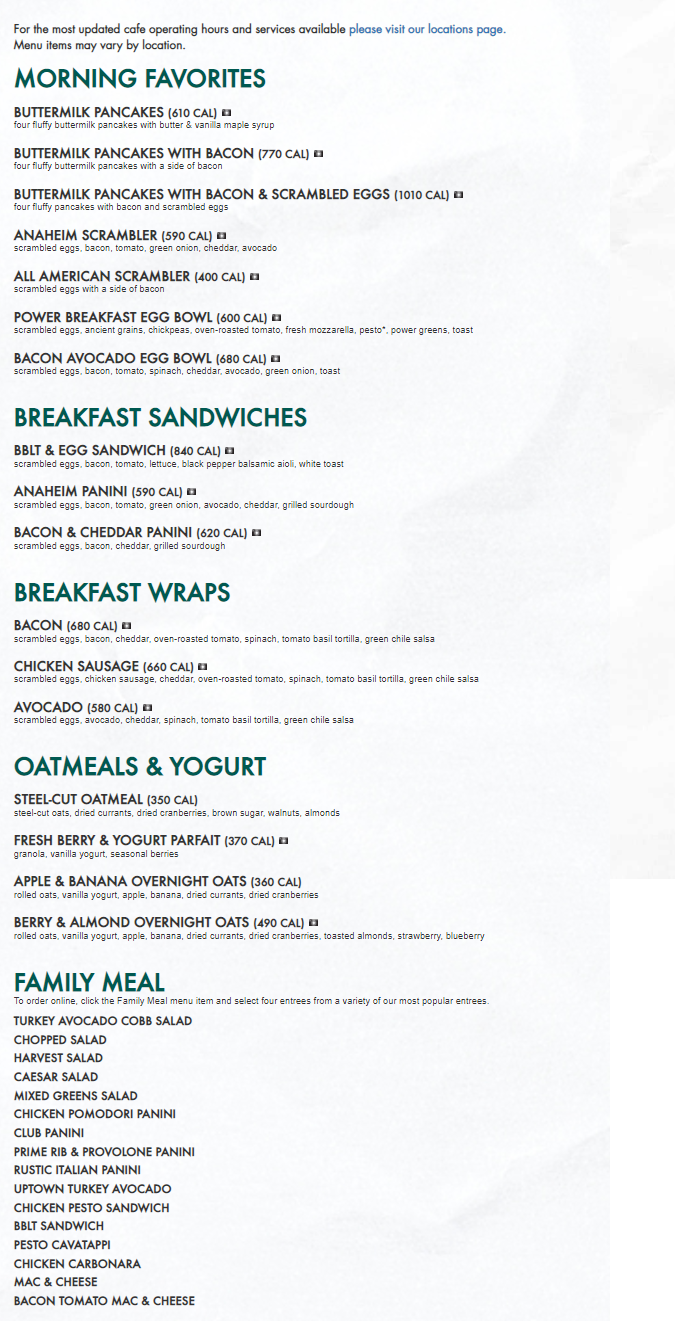 For the most updated cafe operating hours and services available please visit our locations page.
Menu items may vary by location.
MORNING FAVORITES
BUTTERMILK PANCAKES (610 CAL)
four fluffy buttermilk pancakes with butter & vanilla maple syrup
BUTTERMILK PANCAKES WITH BACON (770 CAL)
four fluffy buttermilk pancakes with a side of bacon
BUTTERMILK PANCAKES WITH BACON & SCRAMBLED EGGS (1010 CAL)
four fluffy pancakes with bacon and scrambled eggs
ANAHEIM SCRAMBLER (590 CAL)
scrambled eggs, bacon, tomato, green onion, cheddar, avocado
ALL AMERICAN SCRAMBLER (400 CAL)
scrambled eggs with a side of bacon
POWER BREAKFAST EGG BOWL (600 CAL)
scrambled eggs, ancient grains, chickpeas, oven-roasted tomato, fresh mozzarella, pesto*, power greens, toast
BACON AVOCADO EGG BOWL (680 CAL)
scrambled eggs, bacon, tomato, spinach, cheddar, avocado, green onion, toast
BREAKFAST SANDWICHES
BBLT & EGG SANDWICH (840 CAL)
scrambled eggs, bacon, tomato, lettuce, black pepper balsamic aioli, white toast
ANAHEIM PANINI (590 CAL)
scrambled eggs, bacon, tomato, green onion, avocado, cheddar, grilled sourdough
BACON & CHEDDAR PANINI (620 CAL)
scrambled eggs, bacon, cheddar, grilled sourdough
BREAKFAST WRAPS
BACON (680 CAL)
scrambled eggs, bacon, cheddar, oven-roasted tomato, spinach, tomato basil tortilla, green chile salsa
CHICKEN SAUSAGE (660 CAL)
scrambled eggs, chicken sausage, cheddar, oven-roasted tomato, spinach, tomato basil tortilla, green chile salsa
AVOCADO (580 CAL)
scrambled eggs, avocado, cheddar, spinach, tomato basil tortilla, green chile salsa
OATMEALS & YOGURT
STEEL-CUT OATMEAL (350 CAL)
steel-cut oats, dried currants, dried cranberries, brown sugar, walnuts, almonds
FRESH BERRY & YOGURT PARFAIT (370 CAL)
granola, vanilla yogurt, seasonal berries
APPLE & BANANA OVERNIGHT OATS (360 CAL)
rolled oats, vanilla yogurt, apple, banana, dried currants, dried cranberries
BERRY & ALMOND OVERNIGHT OATS (490 CAL)
rolled oats, vanilla yogurt, apple, banana, dried currants, dried cranberries, toasted almonds, strawberry, blueberry
FAMILY MEAL
To order online, click the Family Meal menu item and select four entrees from a variety of our most popular entrees.
TURKEY AVOCADO COBB SALAD
CHOPPED SALAD
HARVEST SALAD
CAESAR SALAD
MIXED GREENS SALAD
CHICKEN POMODORI PANINI
CLUB PANINI
PRIME RIB & PROVOLONE PANINI
RUSTIC ITALIAN PANINI
UPTOWN TURKEY AVOCADO
CHICKEN PESTO SANDWICH
BBLT SANDWICH
PESTO CAVATAPPI
CHICKEN CARBONARA
MAC & CHEESE
BACON TOMATO MAC & CHEESE